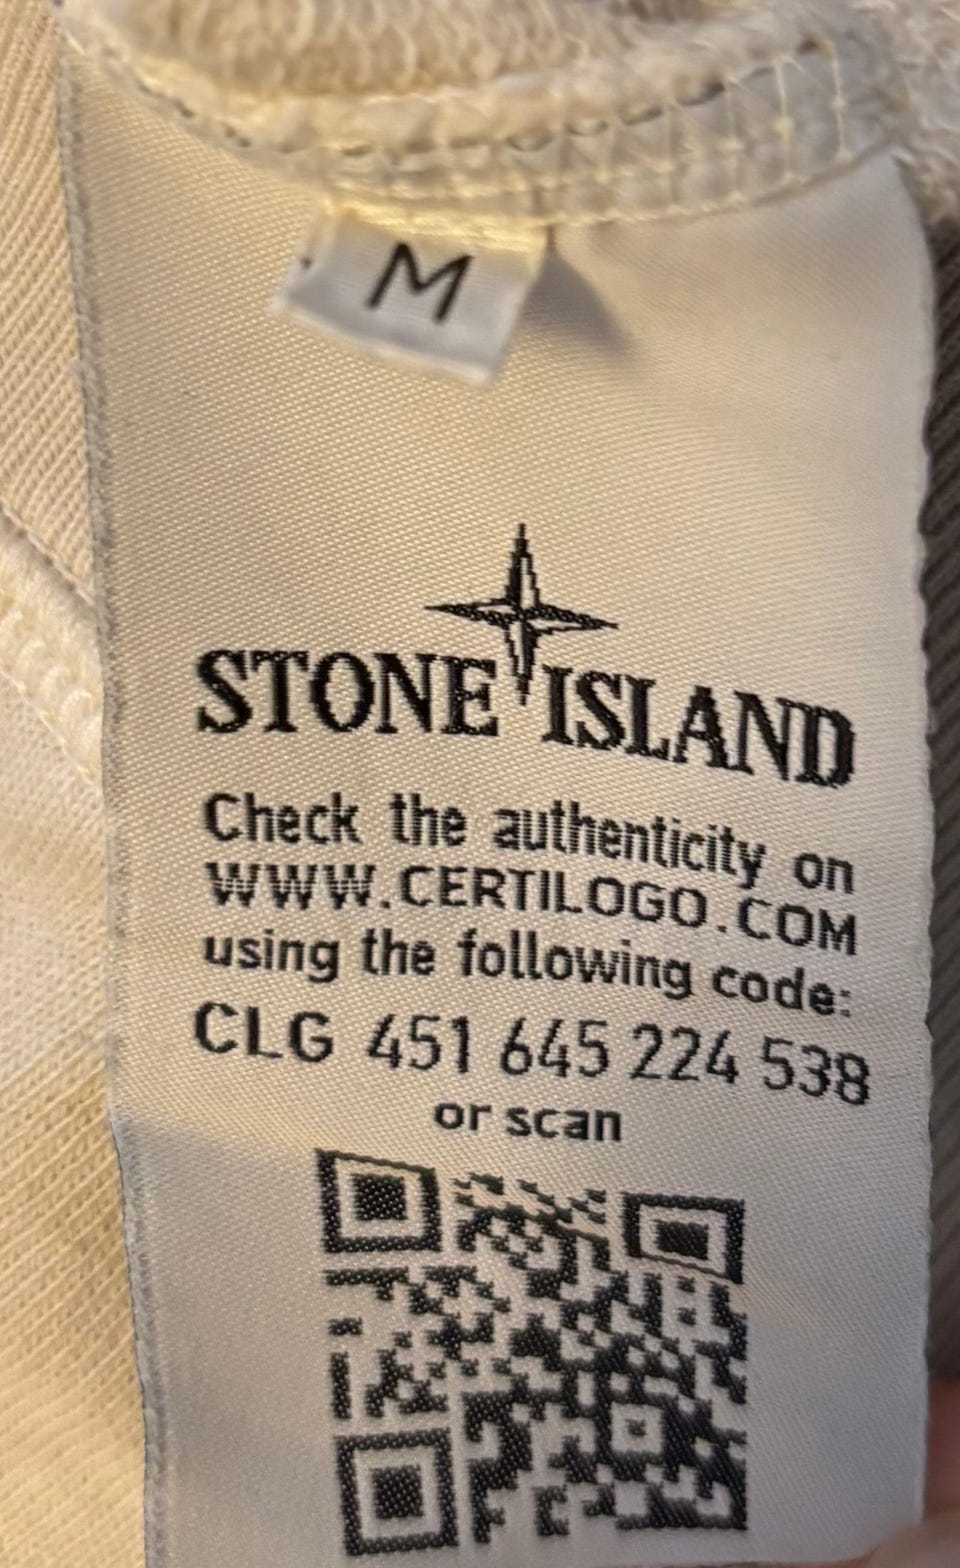 M
STONE ISLAND
Check the authenticity on
WWW.CERTILOGO.COM
using the following code:
CLG 451 645 224 538
or scan